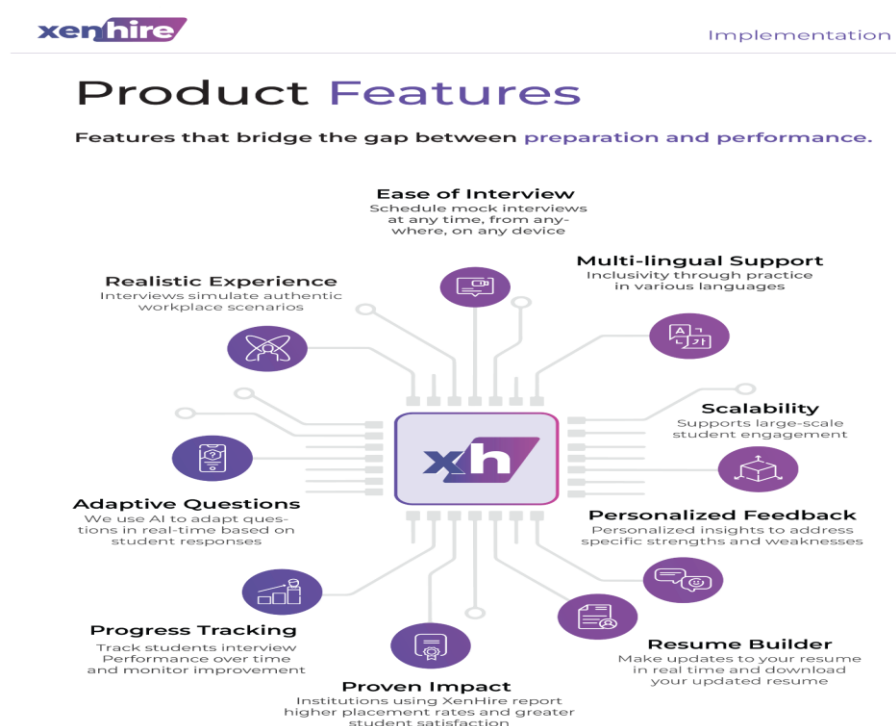 xenhire
Implementation
Product Features
Features that bridge the gap between preparation and performance.
Ease of Interview
Schedule mock interviews
at any time, from any-
where, on any device
Multi-lingual Support
Inclusivity through practice
in various languages
Realistic Experience
Interviews simulate authentic
workplace scenarios
A
가
xh
Scalability
Supports large-scale
student engagement
?
Adaptive Questions
We use AI to adapt ques-
tions in real-time based on
student responses
Personalized Feedback
Personalized insights to address
specific strengths and weaknesses
Progress Tracking
Track students interview
Performance over time
and monitor improvement
Resume Builder
Make updates to your resume
in real time and download
your updated resume
Proven Impact
Institutions using XenHire report
higher placement rates and greater
student satisfaction